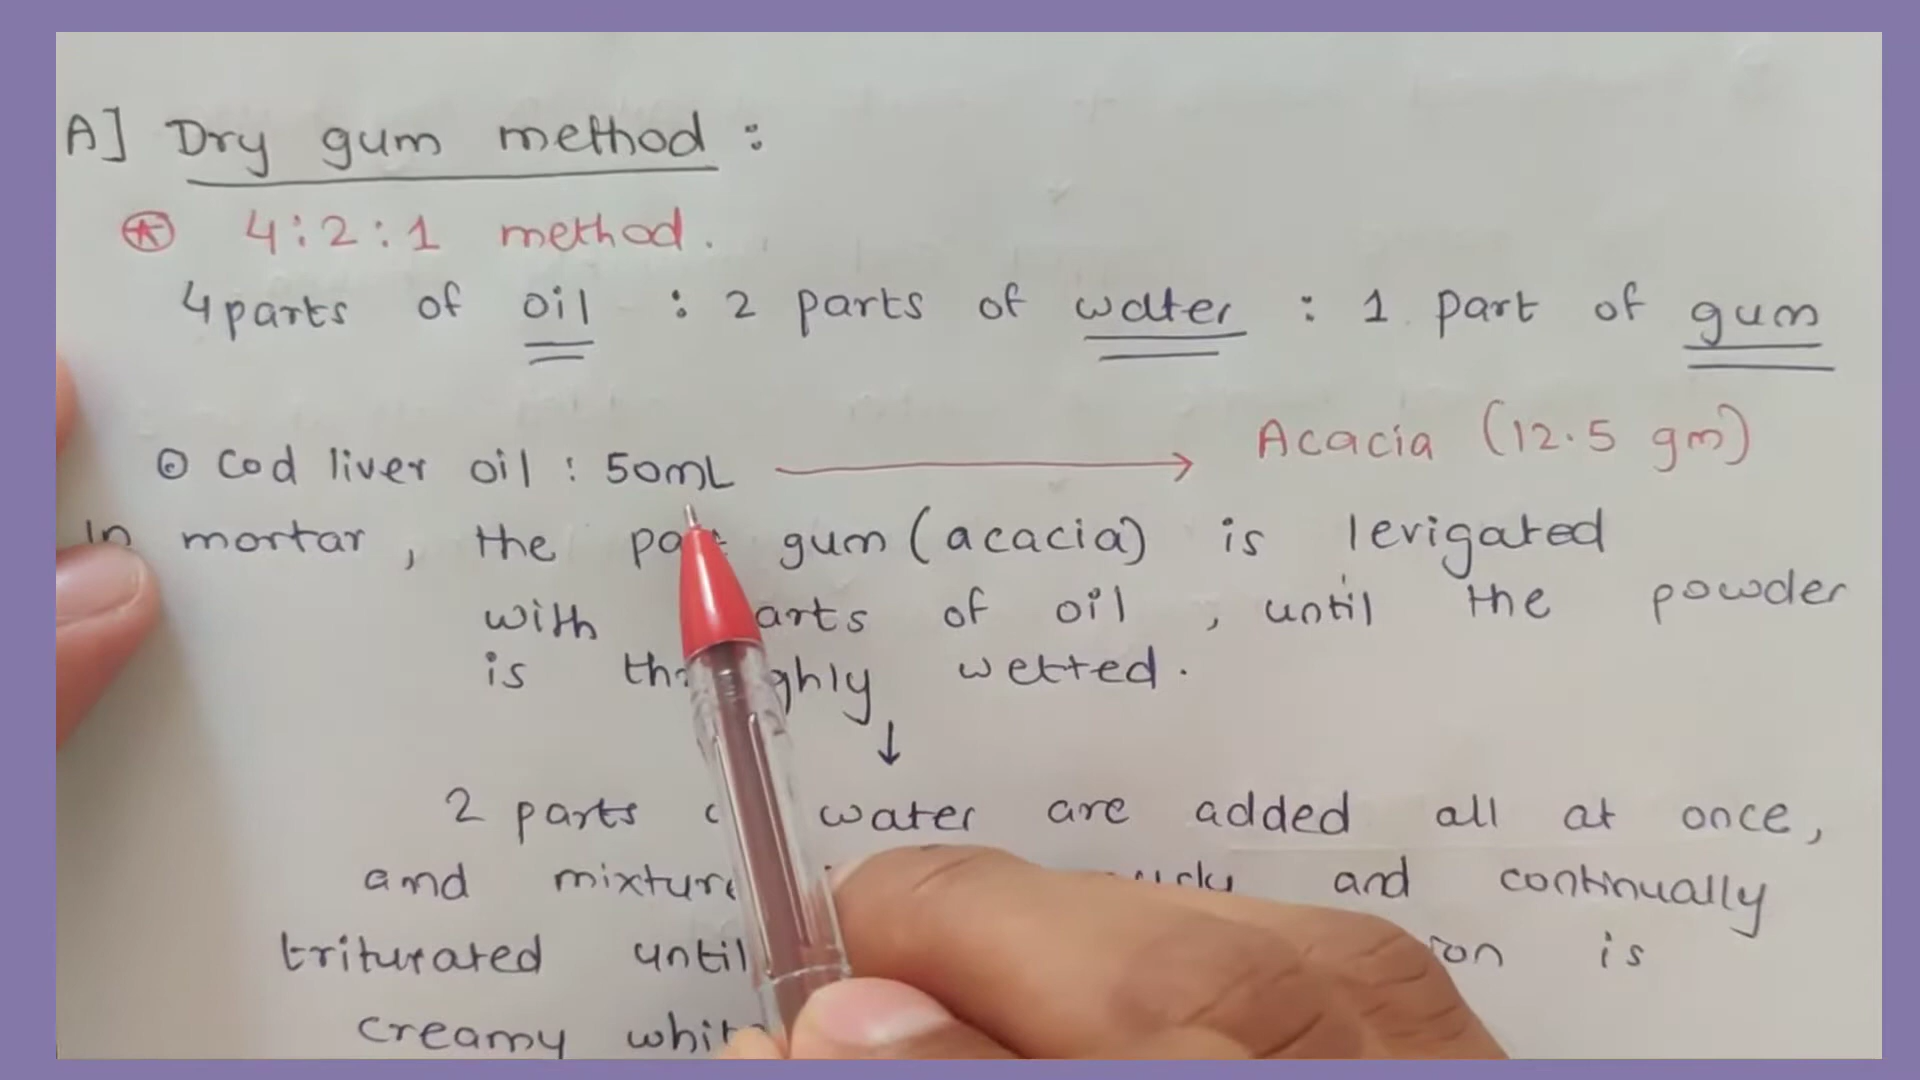 A] Dry gum method :
4:2:1 method.
4 parts of oil : 2 parts of water : 1 part of gum
Cod liver oil : 50mL → Acacia (12.5 gm)
In mortar, the gum (acacia) is levigated
with of oil, until the powder
is wetted.
↓
2 parts water are added all at once,
and mixture and continually
triturated until is
creamy